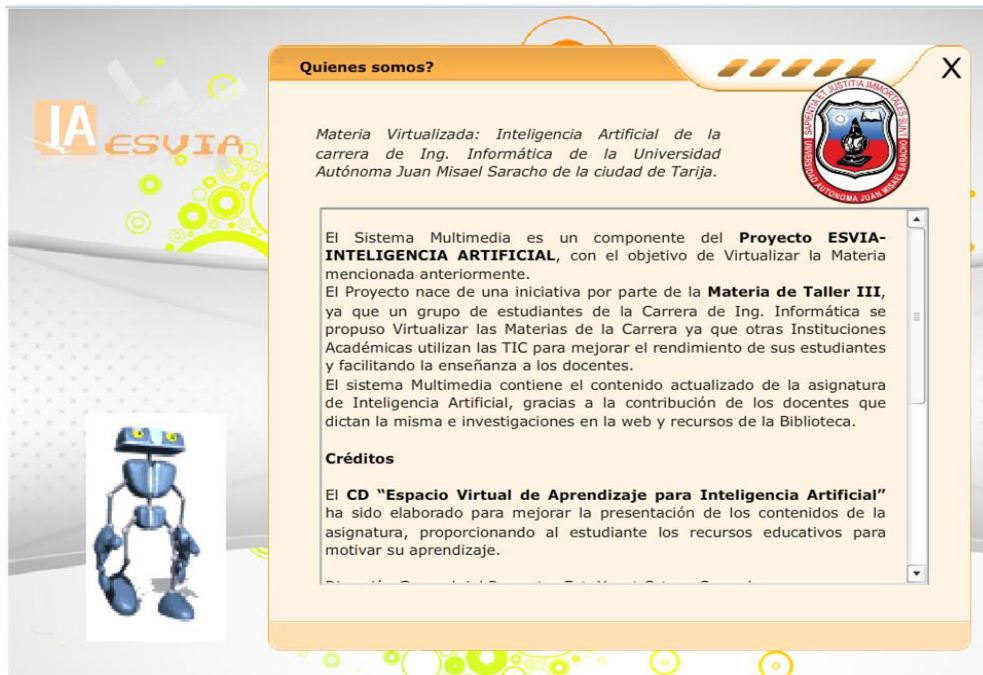 Quienes somos?
X
IA
ESVIA
Materia Virtualizada: Inteligencia Artificial de la
carrera de Ing. Informática de la Universidad
Autónoma Juan Misael Saracho de la ciudad de Tarija.
SAPIENTIA ET JUSTITIA IMMORTALES SUNT
UNIVERSIDAD AUTONOMA JUAN MISAEL SARACHO
El Sistema Multimedia es un componente del Proyecto ESVIA-
INTELIGENCIA ARTIFICIAL, con el objetivo de Virtualizar la Materia
mencionada anteriormente.
El Proyecto nace de una iniciativa por parte de la Materia de Taller III,
ya que un grupo de estudiantes de la Carrera de Ing. Informática se
propuso Virtualizar las Materias de la Carrera ya que otras Instituciones
Académicas utilizan las TIC para mejorar el rendimiento de sus estudiantes
y facilitando la enseñanza a los docentes.
El sistema Multimedia contiene el contenido actualizado de la asignatura
de Inteligencia Artificial, gracias a la contribución de los docentes que
dictan la misma e investigaciones en la web y recursos de la Biblioteca.
Créditos
El CD “Espacio Virtual de Aprendizaje para Inteligencia Artificial”
ha sido elaborado para mejorar la presentación de los contenidos de la
asignatura, proporcionando al estudiante los recursos educativos para
motivar su aprendizaje.